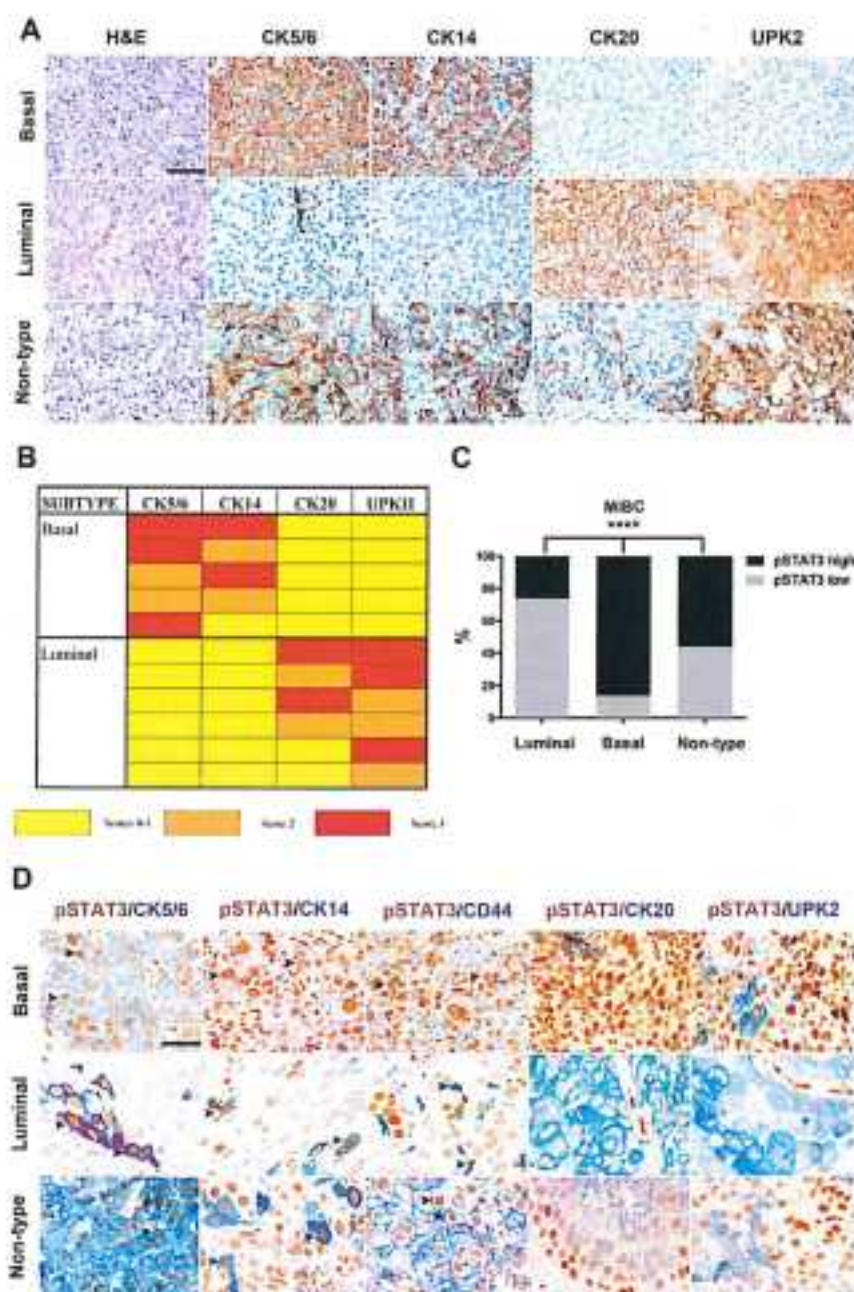 A
H&E CK5/6 CK14 CK20 UPK2
Basal
Luminal
Non-type
B
SUBTYPE CK5/6 CK14 CK20 UPKII
Basal
Luminal
C
MIBC
****
100
80
60
40
20
0
%
pSTAT3 high
pSTAT3 low
Luminal Basal Non-type
D
pSTAT3/CK5/6 pSTAT3/CK14 pSTAT3/CD44 pSTAT3/CK20 pSTAT3/UPK2
Basal
Luminal
Non-type